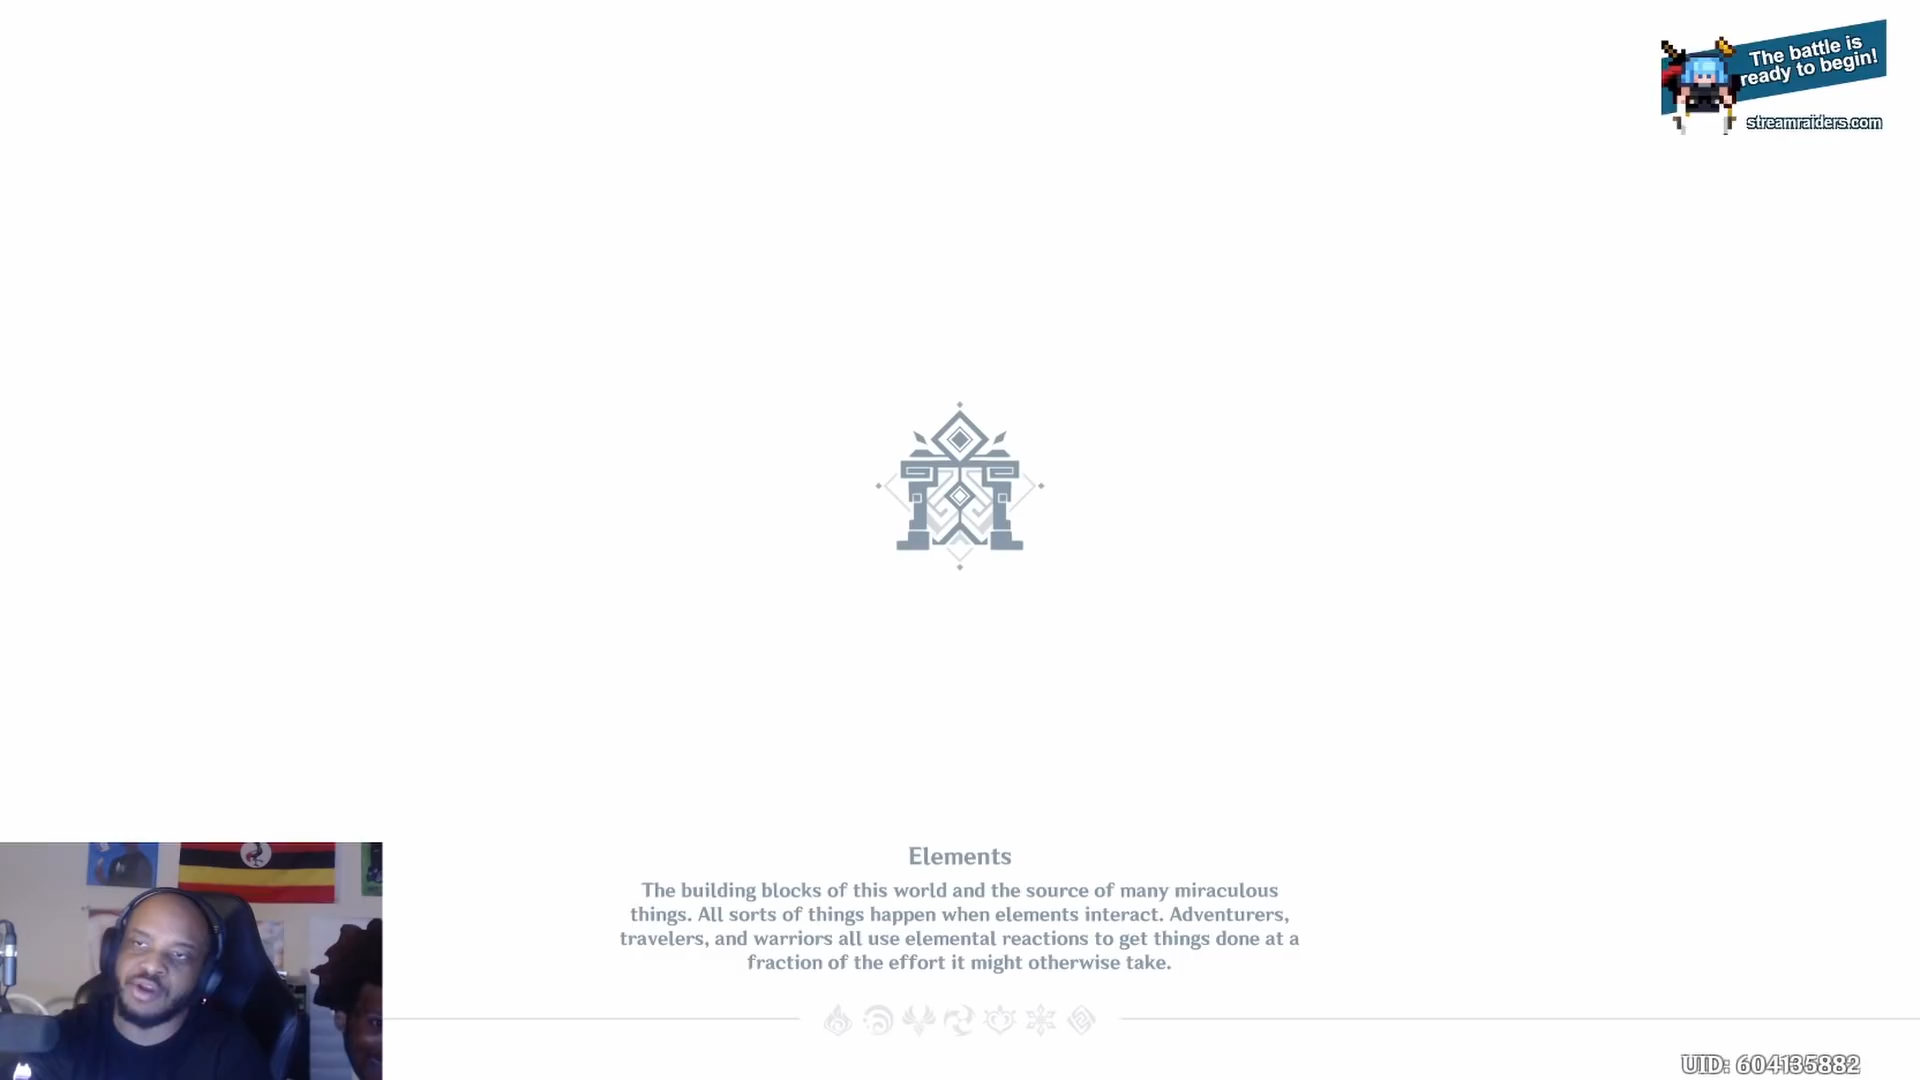 The battle is
ready to begin!
streamraiders.com
Elements
The building blocks of this world and the source of many miraculous
things. All sorts of things happen when elements interact. Adventurers,
travelers, and warriors all use elemental reactions to get things done at a
fraction of the effort it might otherwise take.
UID: 604135882